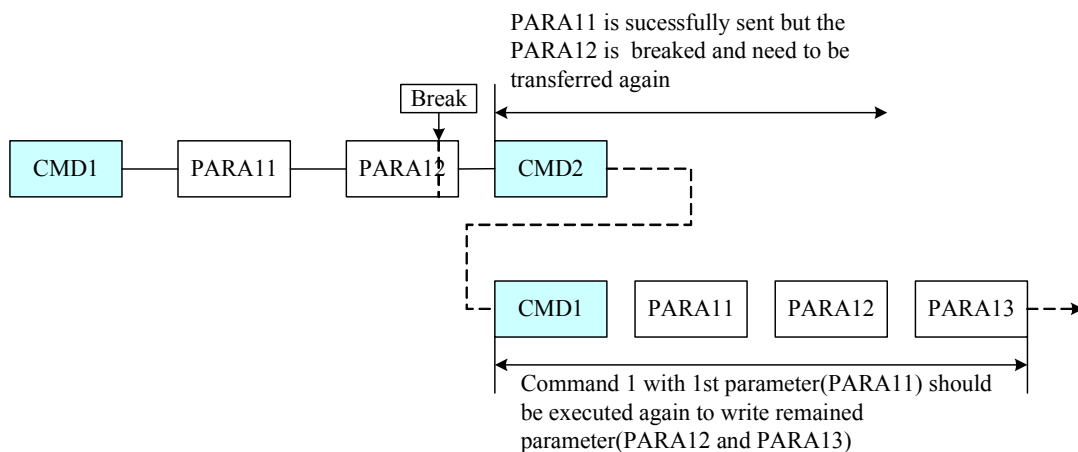 PARA11 is sucessfully sent but the
PARA12 is breaked and need to be
transferred again
Break
CMD1
PARA11
PARA12
CMD2
CMD1
PARA11
PARA12
PARA13
Command 1 with 1st parameter(PARA11) should
be executed again to write remained
parameter(PARA12 and PARA13)